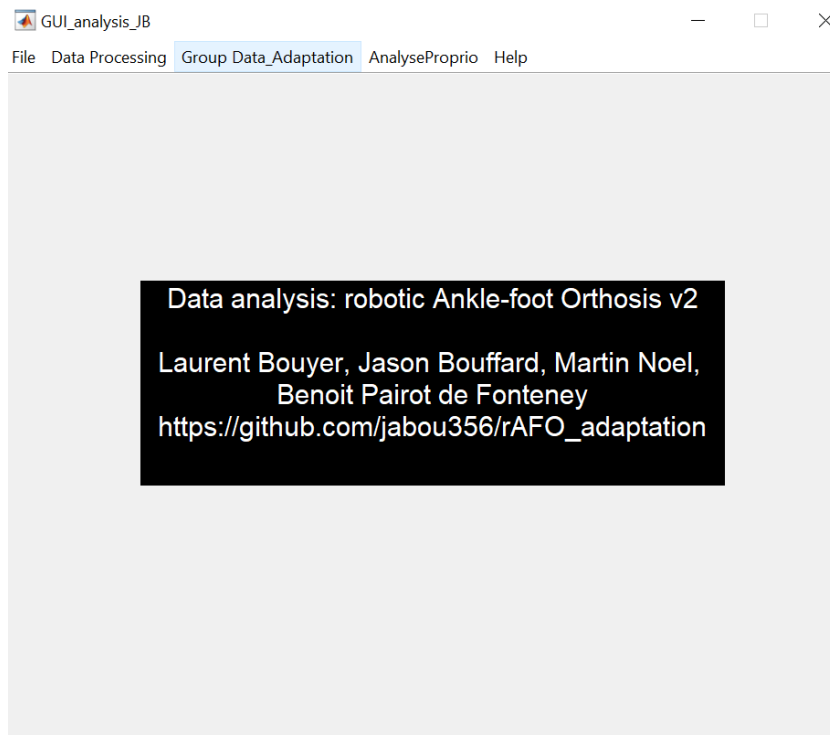 GUI_analysis_JB
File Data Processing Group Data_Adaptation AnalyseProprio Help
Data analysis: robotic Ankle-foot Orthosis v2
Laurent Bouyer, Jason Bouffard, Martin Noel,
Benoit Pairot de Fonteney
https://github.com/jabou356/rAFO_adaptation